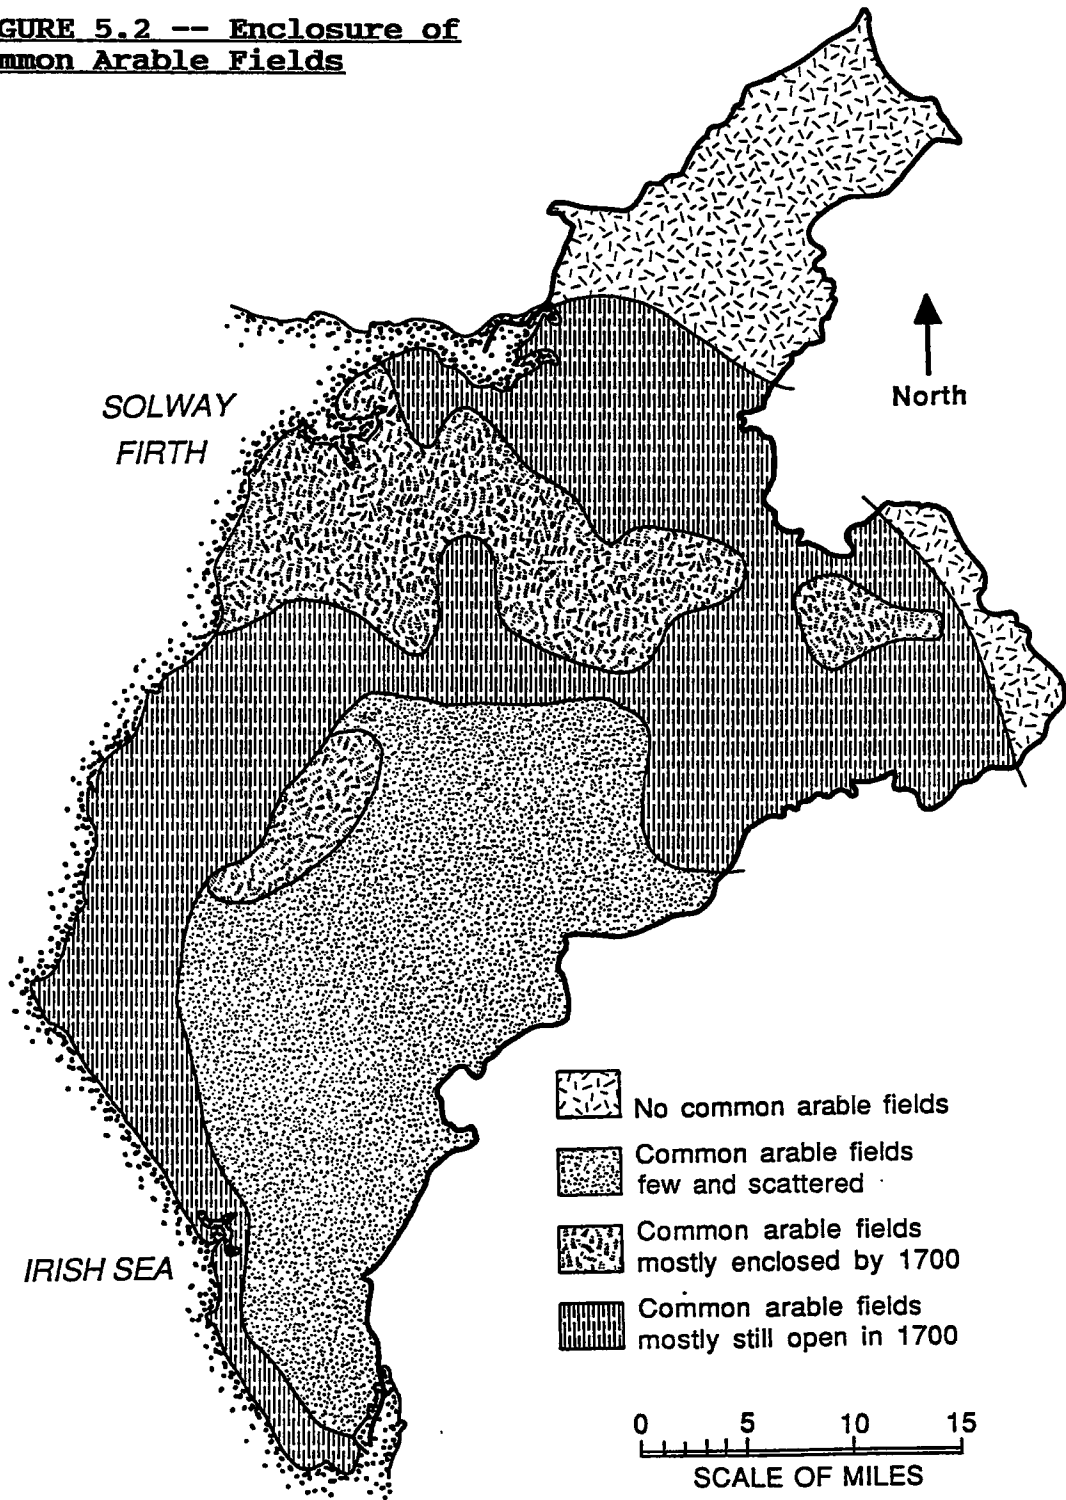 GURE 5.2 -- Enclosure of
mmon Arable Fields
SOLWAY
FIRTH
North
No common arable fields
Common arable fields
few and scattered
Common arable fields
mostly enclosed by 1700
IRISH SEA
Common arable fields
mostly still open in 1700
0 5 10 15
SCALE OF MILES